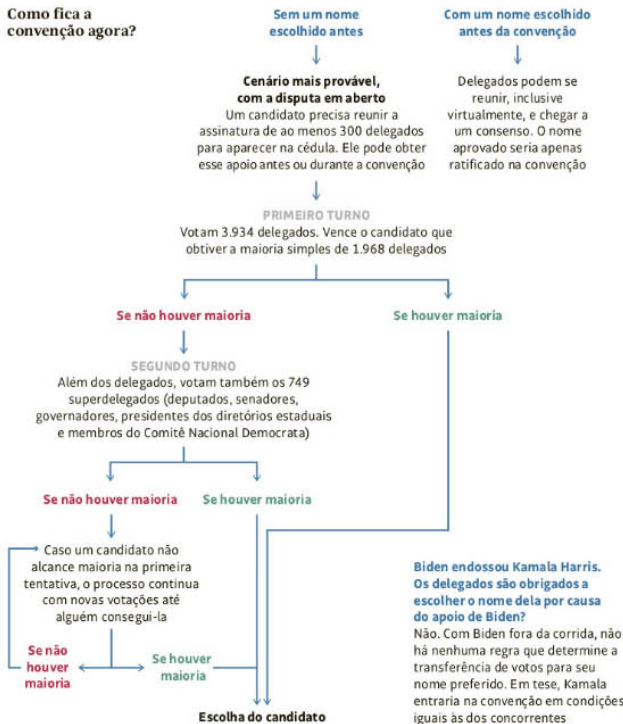 Como fica a
convenção agora?
Sem um nome
escolhido antes
Com um nome escolhido
antes da convenção
Cenário mais provável,
com a disputa em aberto
Um candidato precisa reunir a
assinatura de ao menos 300 delegados
para aparecer na cédula. Ele pode obter
esse apoio antes ou durante a convenção
Delegados podem se
reunir, inclusive
virtualmente, e chegar a
um consenso. O nome
aprovado seria apenas
ratificado na convenção
PRIMEIRO TURNO
Votam 3.934 delegados. Vence o candidato que
obtiver a maioria simples de 1.968 delegados
Se não houver maioria
Se houver maioria
SEGUNDO TURNO
Além dos delegados, votam também os 749
superdelegados (deputados, senadores,
governadores, presidentes dos diretórios estaduais
e membros do Comitê Nacional Democrata)
Se não houver maioria
Se houver maioria
Caso um candidato não
alcance maioria na primeira
tentativa, o processo continua
com novas votações até
alguém consegui-la
Se não
houver
maioria
Se houver
maioria
Escolha do candidato
Biden endossou Kamala Harris.
Os delegados são obrigados a
escolher o nome dela por causa
do apoio de Biden?
Não. Com Biden fora da corrida, não
há nenhuma regra que determine a
transferência de votos para seu
nome preferido. Em tese, Kamala
entraria na convenção em condições
iguais às dos concorrentes